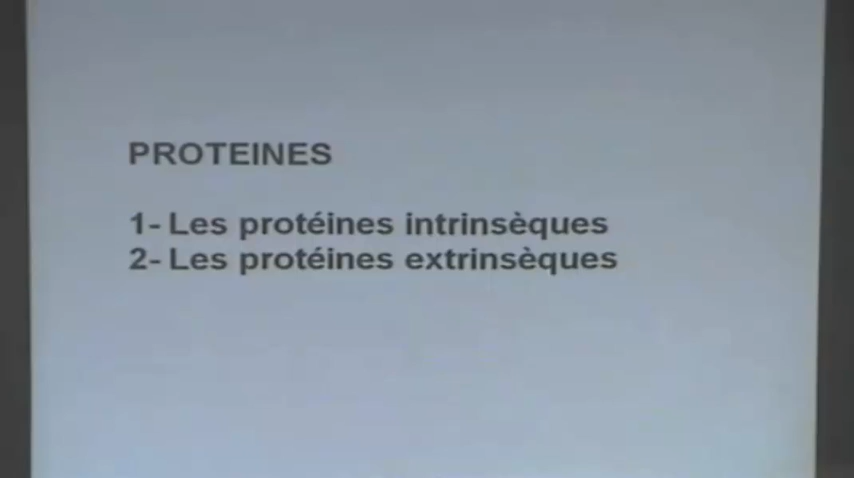 PROTEINES
1- Les protéines intrinsèques
2- Les protéines extrinsèques